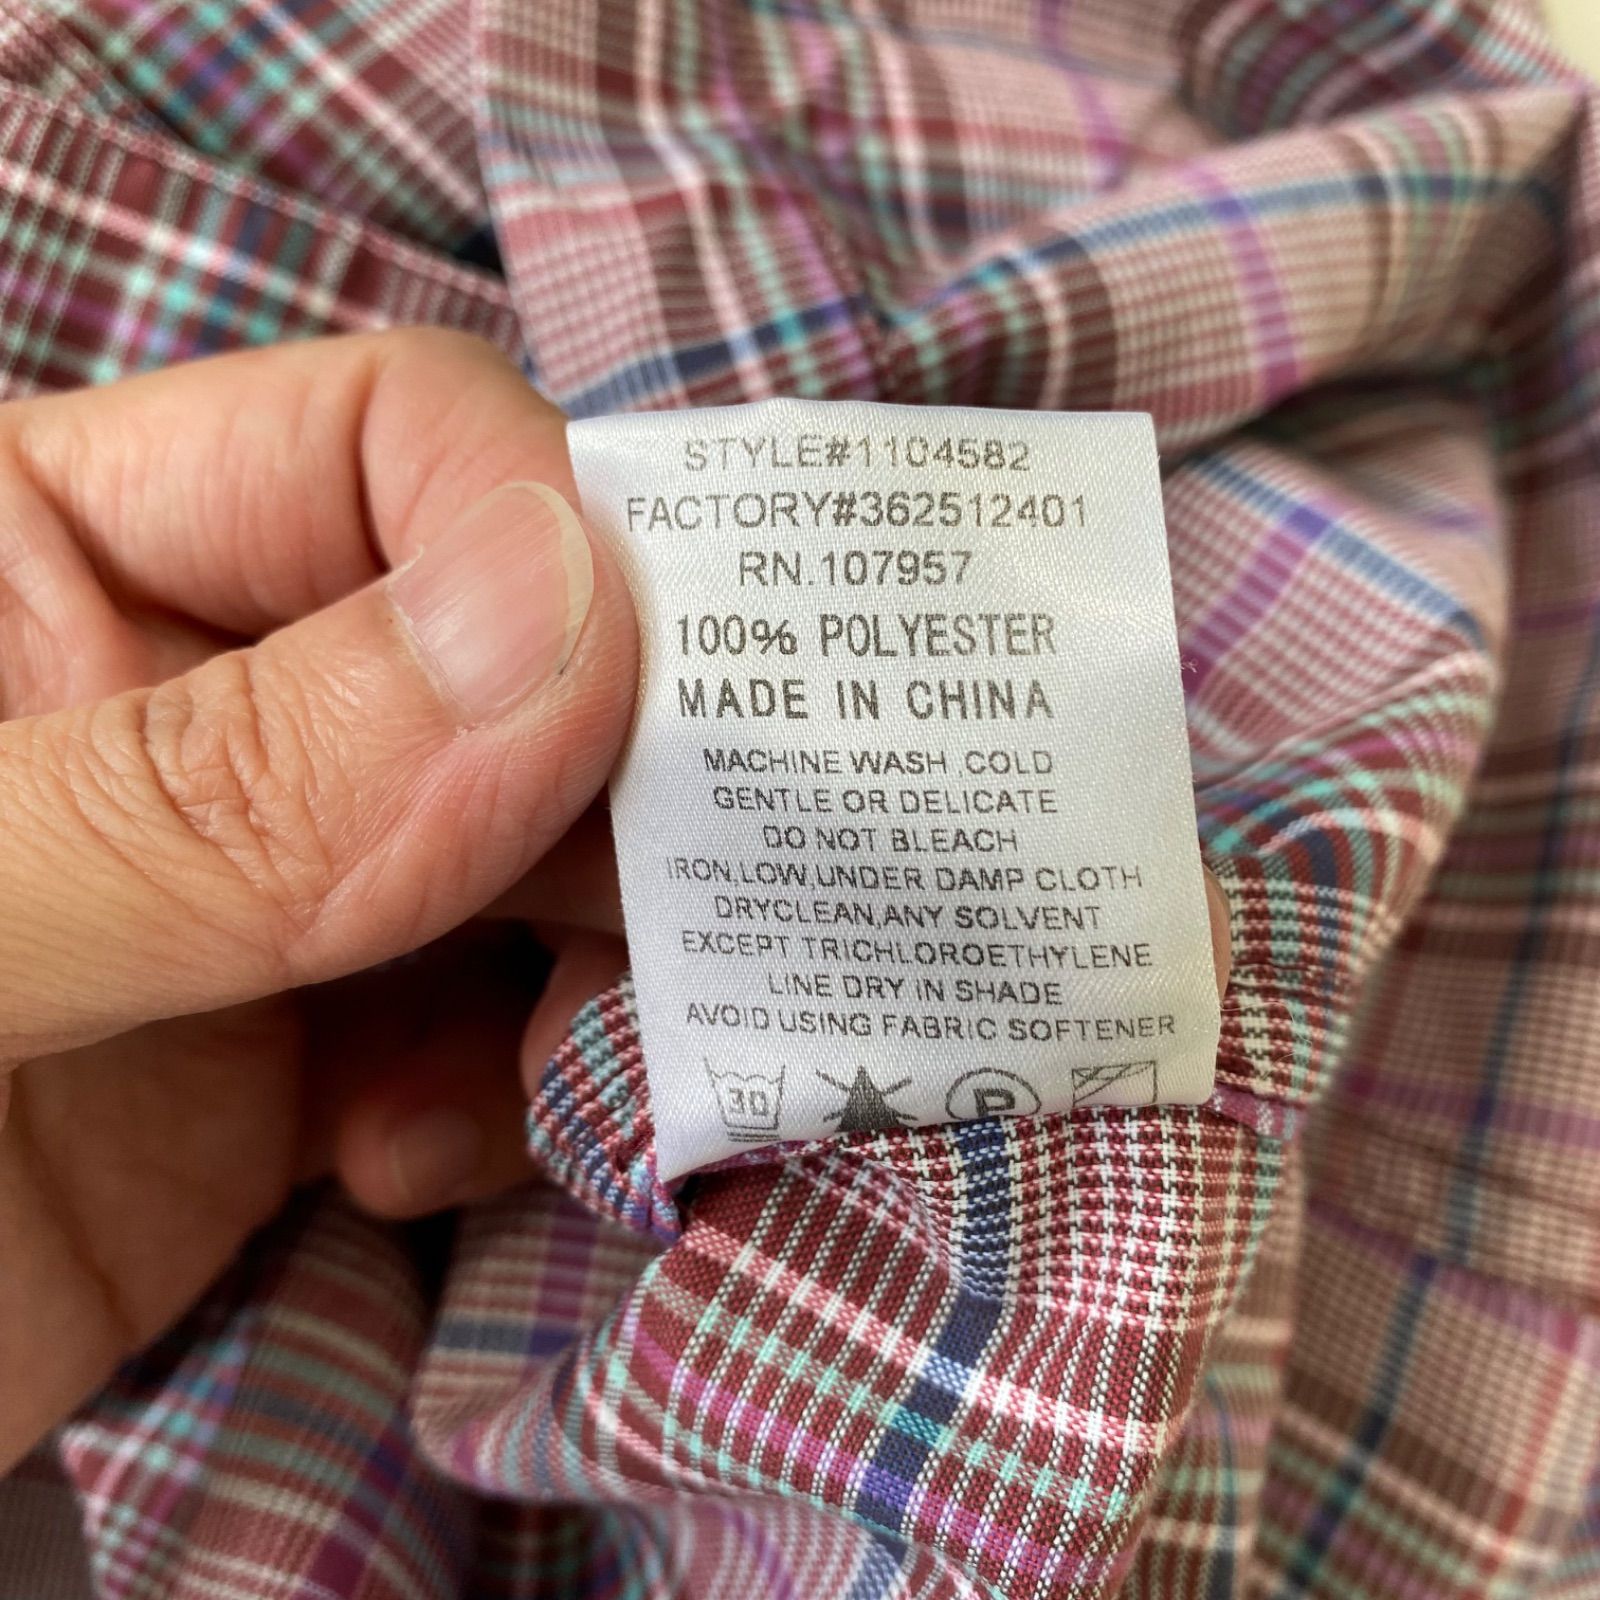 STYLE#1104582
FACTORY#362512401
RN.107957
100% POLYESTER
MADE IN CHINA
MACHINE WASH ,COLD
GENTLE OR DELICATE
DO NOT BLEACH
IRON,LOW,UNDER DAMP CLOTH
DRYCLEAN,ANY SOLVENT
EXCEPT TRICHLOROETHYLENE
LINE DRY IN SHADE
AVOID USING FABRIC SOFTENER
30 P